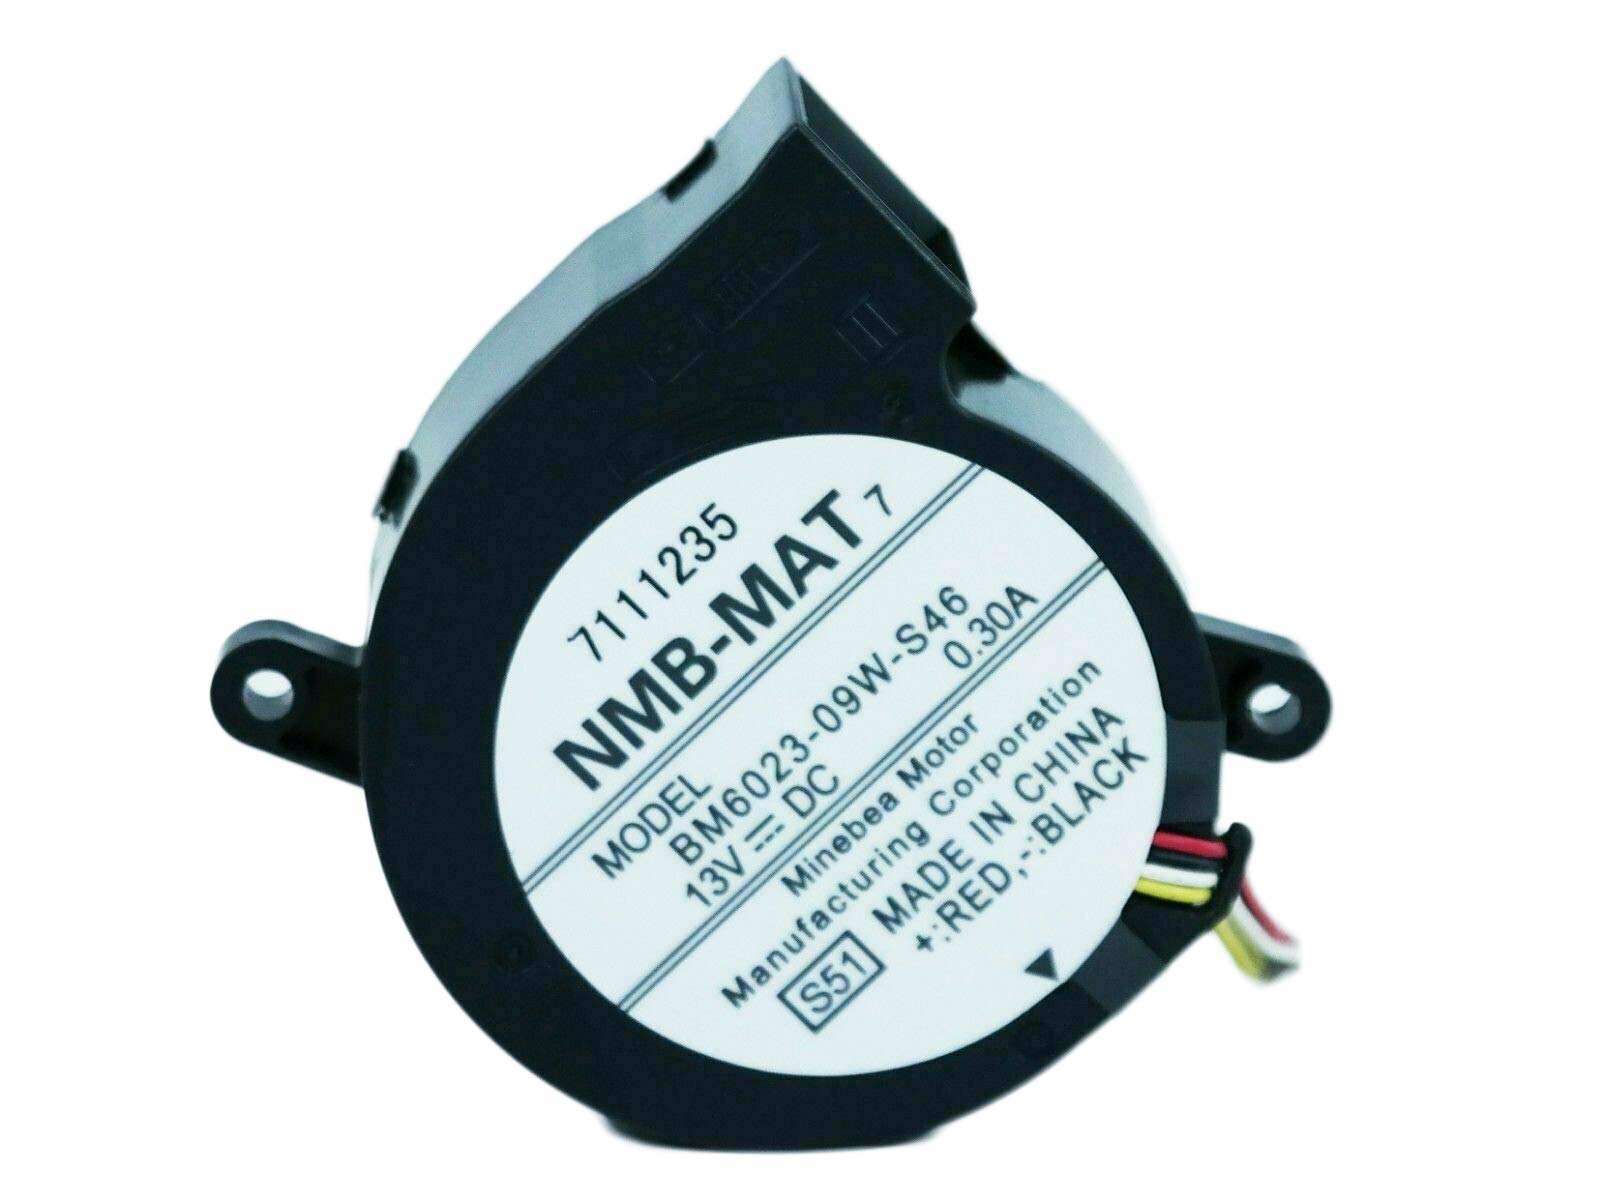 7111235
NMB-MAT 7
MODEL
BM6023-09W-S46
13V ⎓ DC 0.30A
Minebea Motor
Manufacturing Corporation
S51 MADE IN CHINA
+:RED,-:BLACK